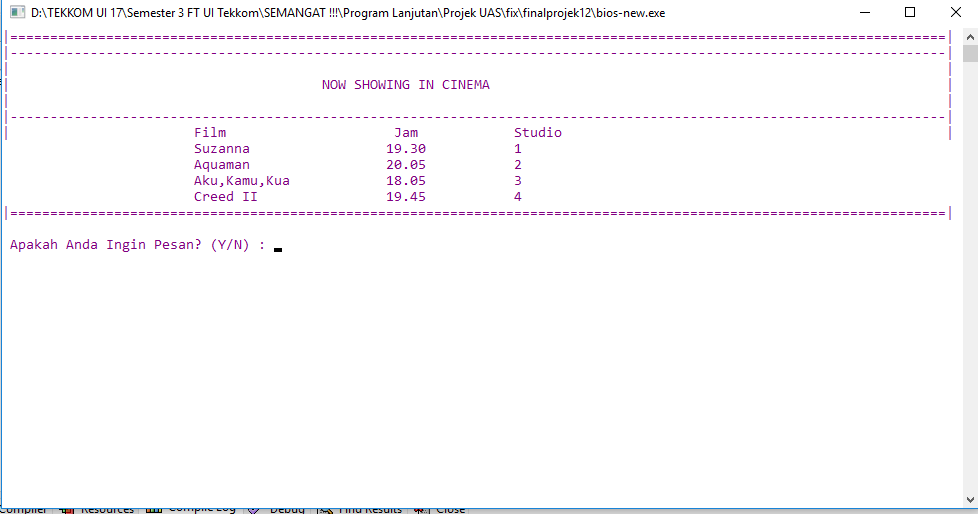 D:\TEKKOM UI 17\Semester 3 FT UI Tekkom\SEMANGAT !!!\Program Lanjutan\Projek UAS\fix\finalprojek12\bios-new.exe
NOW SHOWING IN CINEMA
Film Jam Studio
Suzanna 19.30 1
Aquaman 20.05 2
Aku,Kamu,Kua 18.05 3
Creed II 19.45 4
Apakah Anda Ingin Pesan? (Y/N) :
Compiler Resources Compile Log Debug Find Results Close